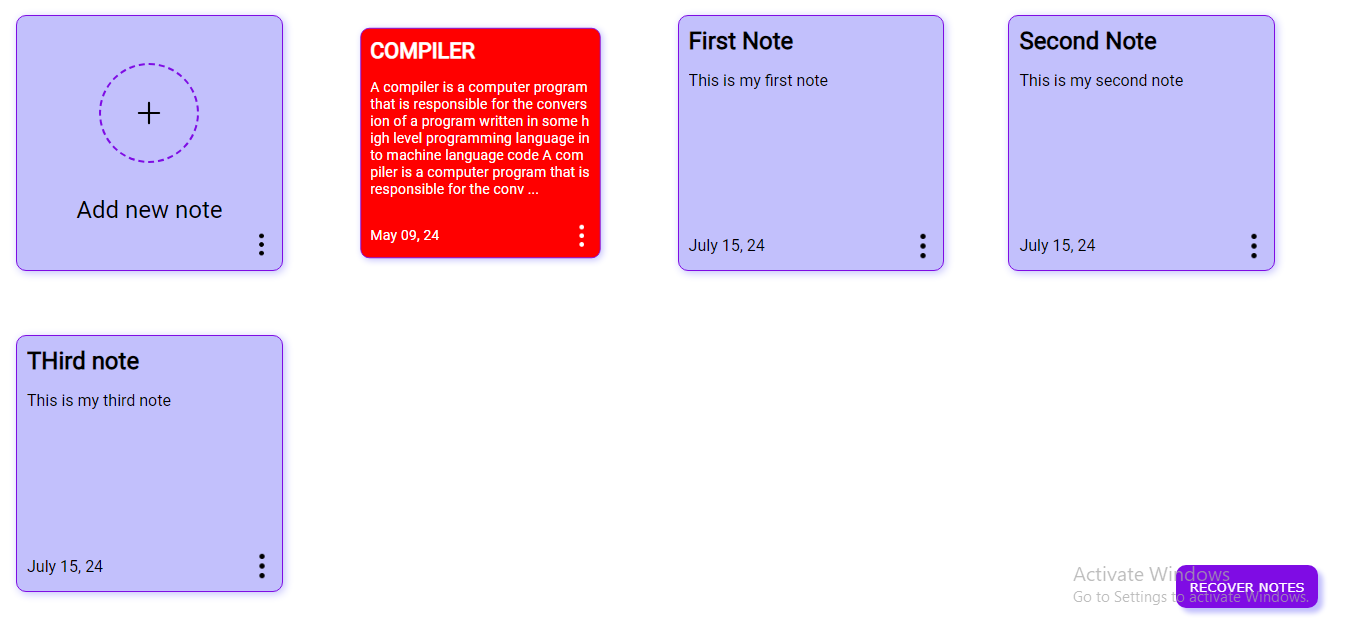 Add new note
COMPILER
A compiler is a computer program
that is responsible for the convers
ion of a program written in some h
igh level programming language in
to machine language code A com
piler is a computer program that is
responsible for the conv ...
May 09, 24
First Note
This is my first note
July 15, 24
Second Note
This is my second note
July 15, 24
THird note
This is my third note
July 15, 24
Activate Windows
Go to Settings to activate Windows.
RECOVER NOTES